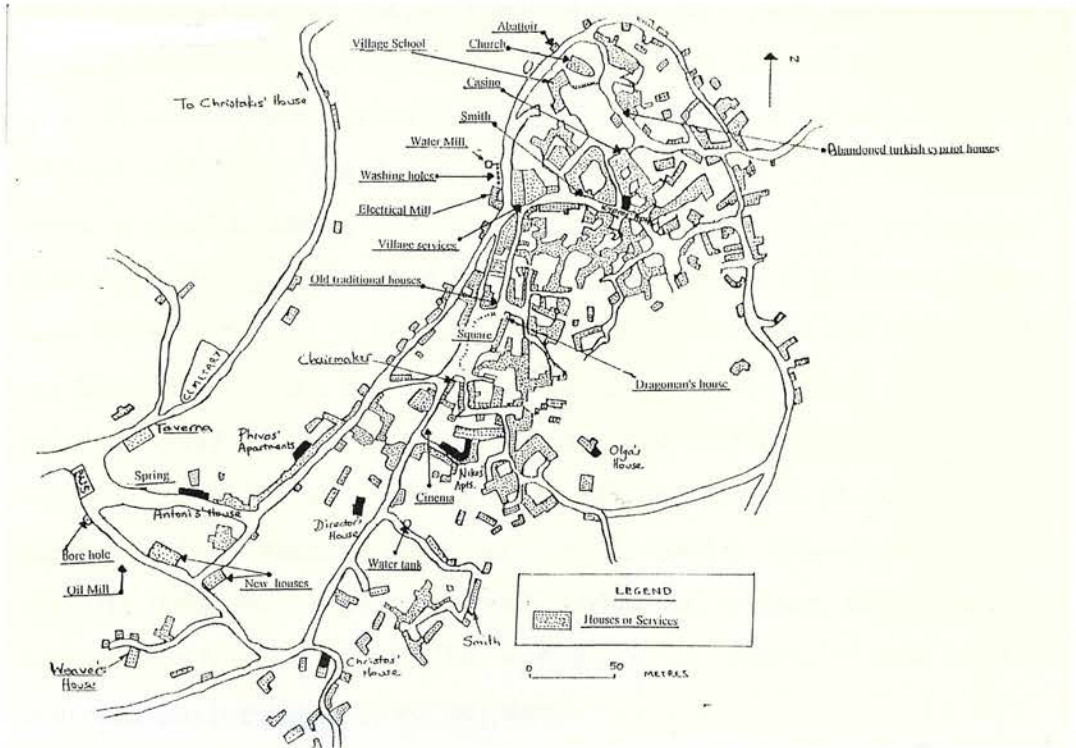 Abattoir
Village School
Church
N
Casino
To Christakis' House
Smith
Water Mill
Abandoned turkish cypriot houses
Washing holes
Electrical Mill
Village services
Old traditional houses
Square
Chairmaker
Dragoman's house
CEMETARY
Taverna
Phivos'
Apartments
Olga's
House
Spring
Nikos'
Apts.
Cinema
Antonis' House
Director's
House
Bore hole
Water tank
Oil Mill
New houses
LEGEND
Houses or Services
Smith
Weaver's
House
Christos'
House
0 50 METRES